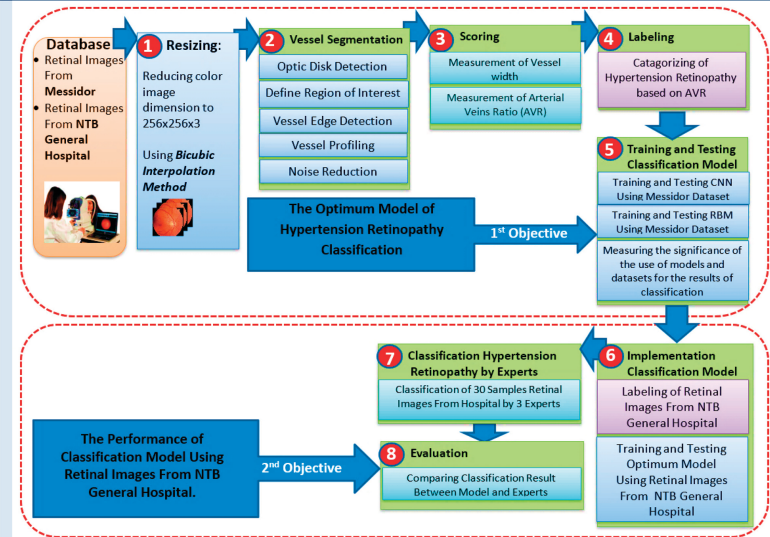 Database
• Retinal Images
From
Messidor
• Retinal Images
From NTB
General
Hospital
1 Resizing:
Reducing color
image
dimension to
256x256x3
Using Bicubic
Interpolation
Method
2 Vessel Segmentation
Optic Disk Detection
Define Region of Interest
Vessel Edge Detection
Vessel Profiling
Noise Reduction
3 Scoring
Measurement of Vessel
width
Measurement of Arterial
Veins Ratio (AVR)
4 Labeling
Catagorizing of
Hypertension Retinopathy
based on AVR
5 Training and Testing
Classification Model
Training and Testing CNN
Using Messidor Dataset
Training and Testing RBM
Using Messidor Dataset
Measuring the significance of
the use of models and
datasets for the results of
classification
The Optimum Model of
Hypertension Retinopathy
Classification
1st Objective
6 Implementation
Classification Model
Labeling of Retinal
Images From NTB
General Hospital
Training and Testing
Optimum Model
Using Retinal Images
From NTB General
Hospital
7 Classification Hypertension
Retinopathy by Experts
Classification of 30 Samples Retinal
Images From Hospital by 3 Experts
8 Evaluation
Comparing Classification Result
Between Model and Experts
The Performance of
Classification Model Using
Retinal Images From NTB
General Hospital.
2nd Objective